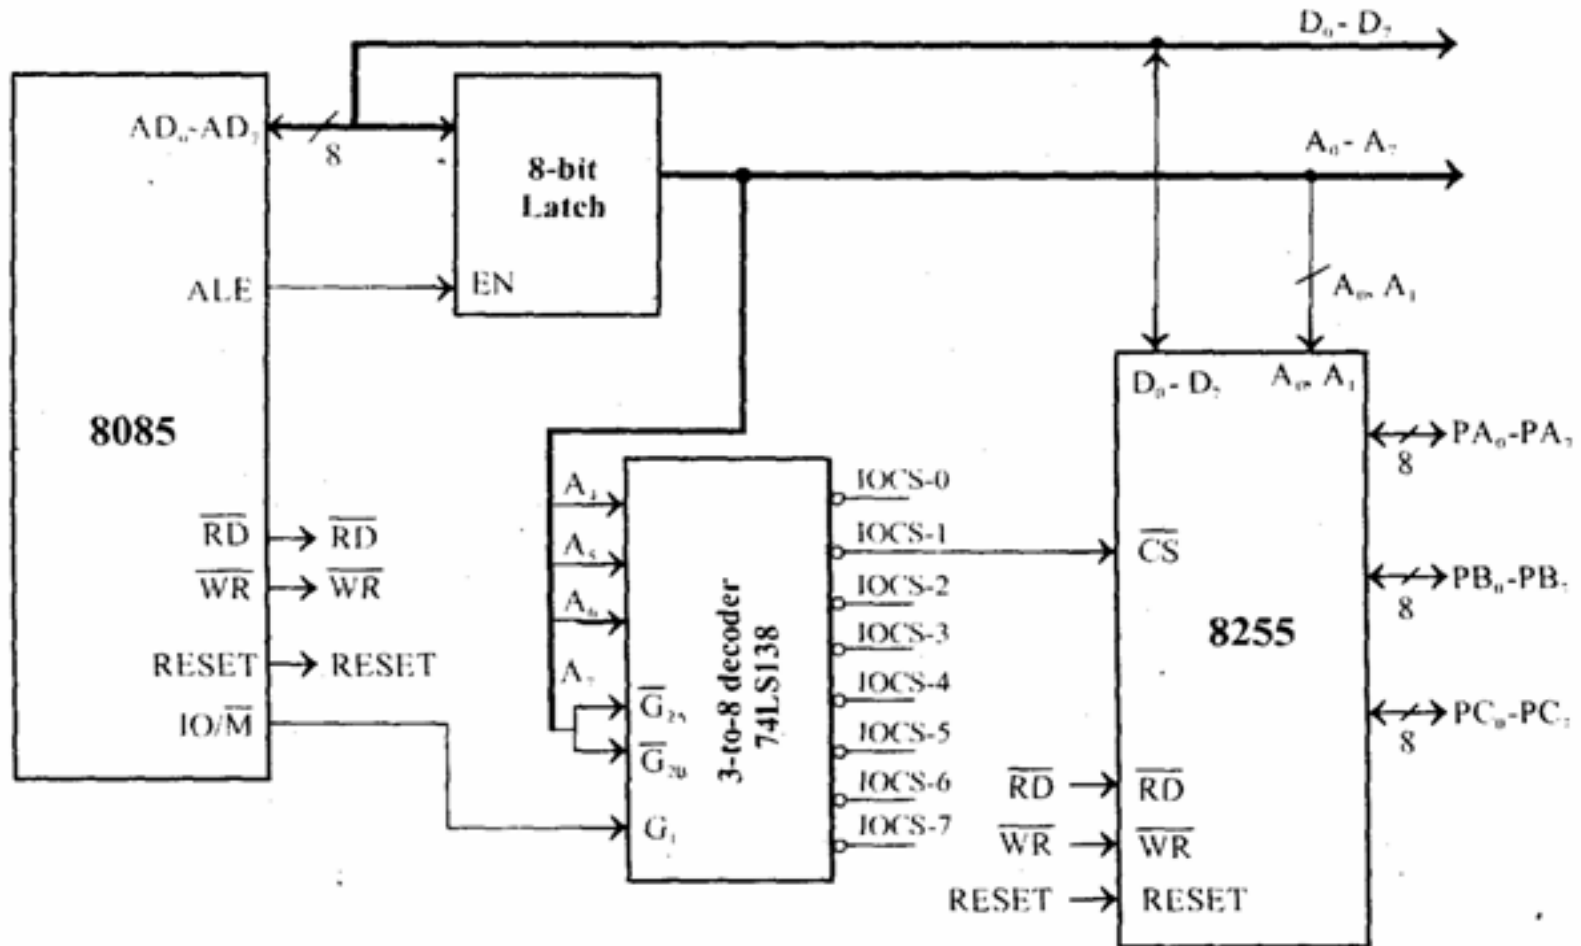 D₀ - D₇
AD₀-AD₇
8
A₀ - A₇
8-bit
Latch
ALE
EN
A₀, A₁
D₀ - D₇
A₀, A₁
8085
PA₀-PA₇
8
A₄
IOCS-0
RD
RD
A₅
IOCS-1
CS
WR
WR
A₆
IOCS-2
PB₀-PB₇
8
3-to-8 decoder
74LS138
IOCS-3
8255
RESET
RESET
A₇
IOCS-4
IO/M
G₂ₐ
PC₀-PC₇
8
IOCS-5
G₂B
IOCS-6
RD
RD
G₁
IOCS-7
WR
WR
RESET
RESET